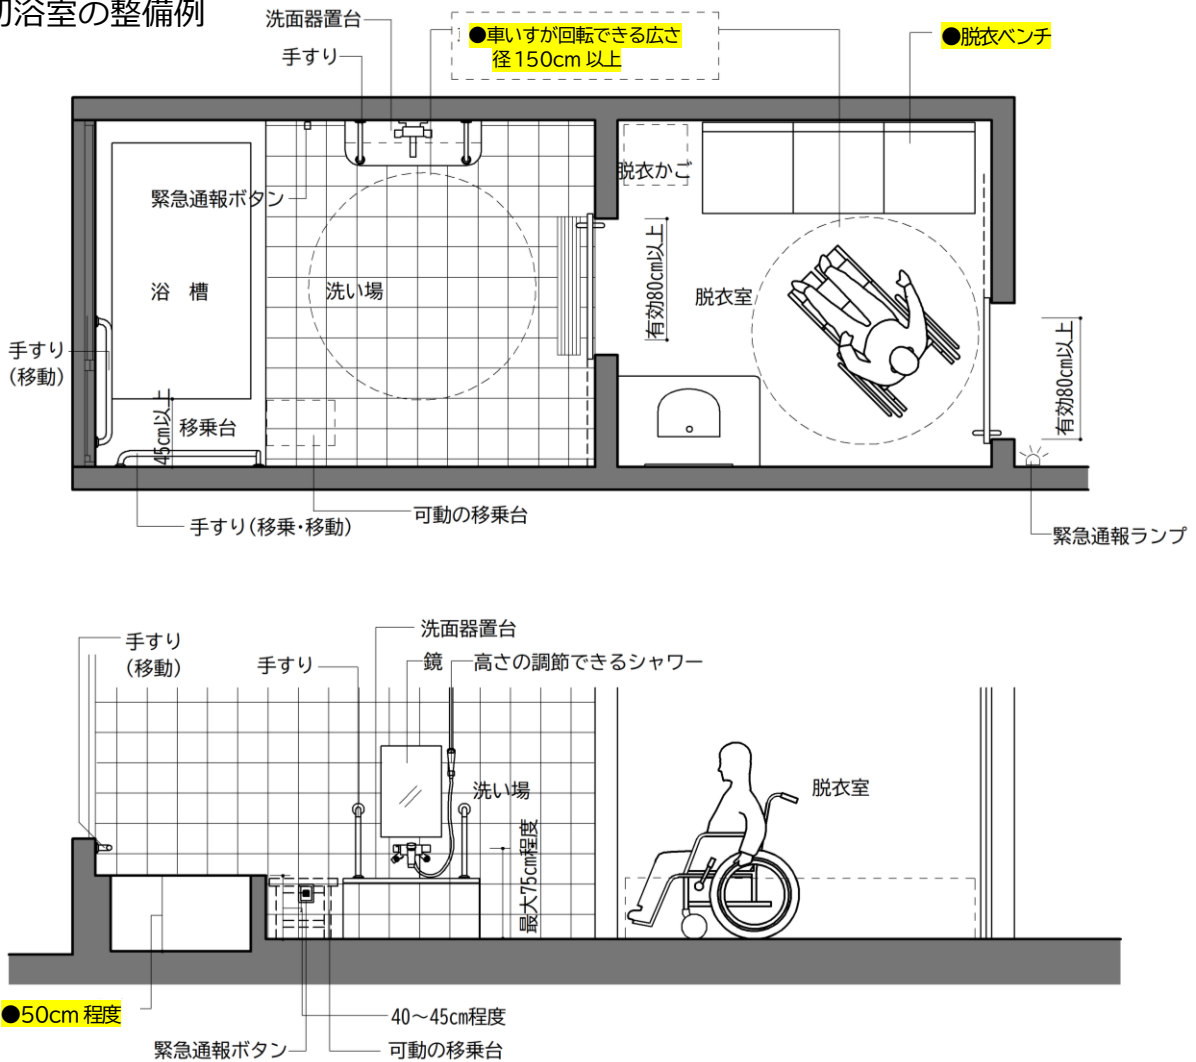 切浴室の整備例
洗面器置台
手すり
●車いすが回転できる広さ
径150cm 以上
●脱衣ベンチ
脱衣かご
緊急通報ボタン
浴 槽
洗い場
有効80cm以上
脱衣室
有効80cm以上
手すり
(移動)
45cm以上
移乗台
手すり(移乗・移動)
可動の移乗台
緊急通報ランプ
手すり
(移動)
手すり
洗面器置台
鏡
高さの調節できるシャワー
洗い場
最大75cm程度
脱衣室
●50cm 程度
40～45cm程度
緊急通報ボタン
可動の移乗台